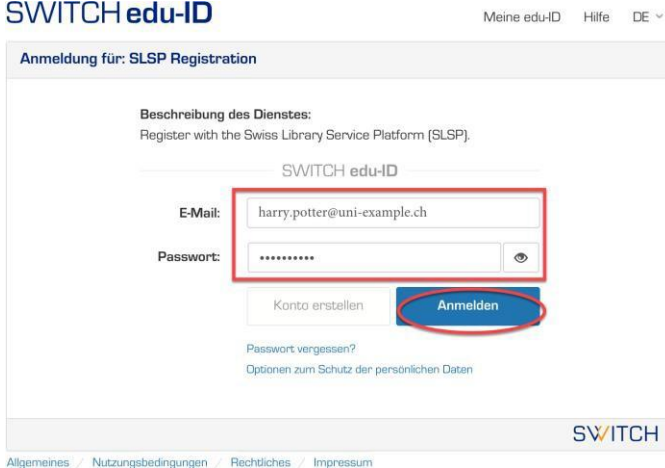 SWITCH edu-ID
Meine edu-ID Hilfe DE
Anmeldung für: SLSP Registration
Beschreibung des Dienstes:
Register with the Swiss Library Service Platform (SLSP).
SWITCH edu-ID
E-Mail: harry.potter@uni-example.ch
Passwort: ••••••••••
Konto erstellen Anmelden
Passwort vergessen?
Optionen zum Schutz der persönlichen Daten
SWITCH
Allgemeines / Nutzungsbedingungen / Rechtliches / Impressum